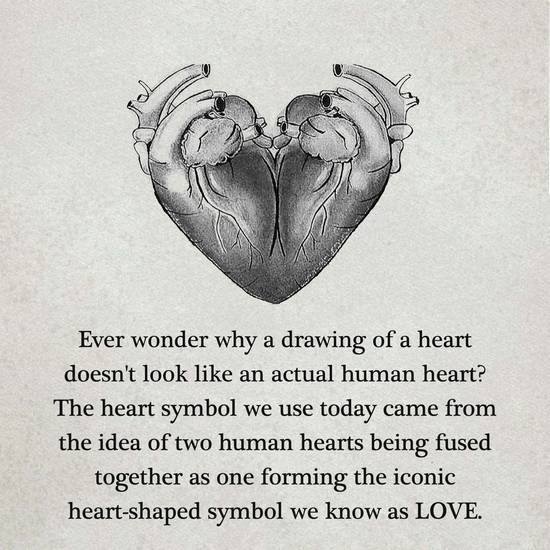 Ever wonder why a drawing of a heart
doesn't look like an actual human heart?
The heart symbol we use today came from
the idea of two human hearts being fused
together as one forming the iconic
heart-shaped symbol we know as LOVE.